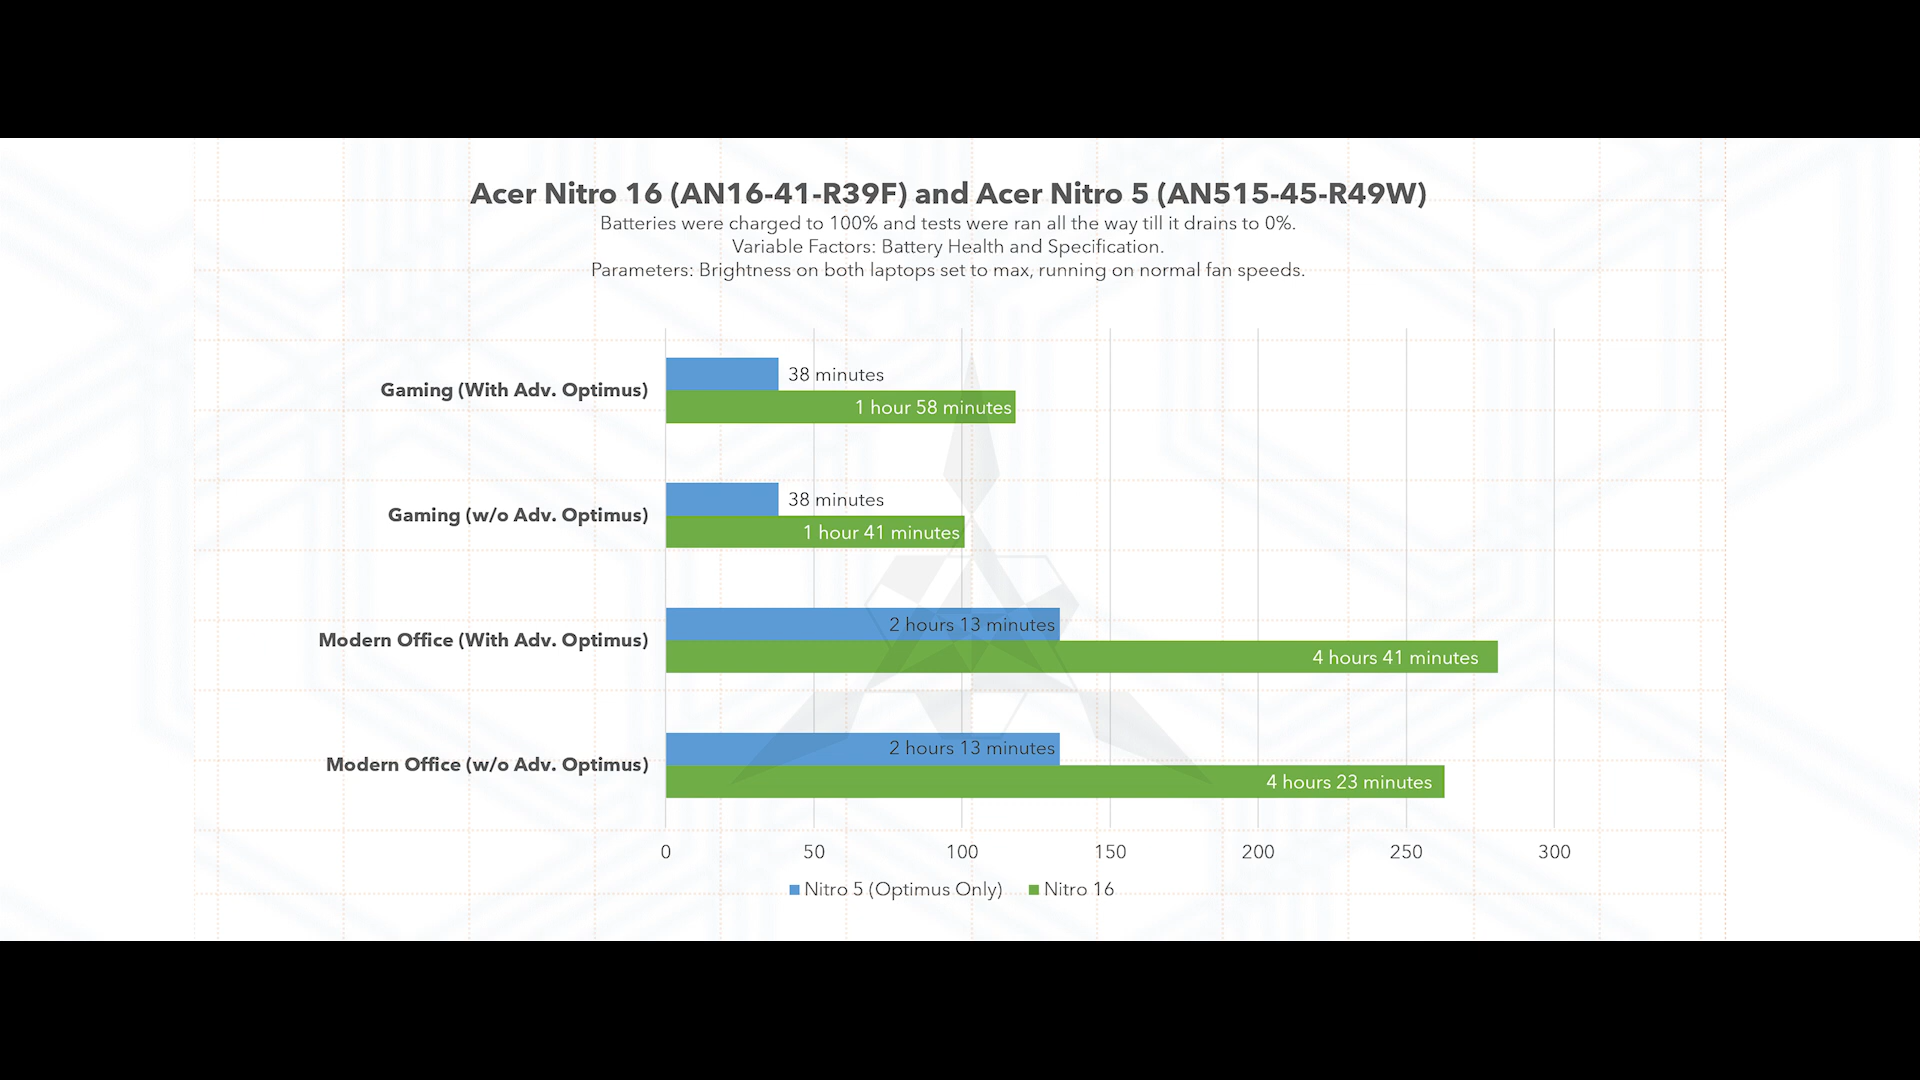 Acer Nitro 16 (AN16-41-R39F) and Acer Nitro 5 (AN515-45-R49W)
Batteries were charged to 100% and tests were ran all the way till it drains to 0%.
Variable Factors: Battery Health and Specification.
Parameters: Brightness on both laptops set to max, running on normal fan speeds.
38 minutes
Gaming (With Adv. Optimus)
1 hour 58 minutes
38 minutes
Gaming (w/o Adv. Optimus)
1 hour 41 minutes
2 hours 13 minutes
Modern Office (With Adv. Optimus)
4 hours 41 minutes
2 hours 13 minutes
Modern Office (w/o Adv. Optimus)
4 hours 23 minutes
0 50 100 150 200 250 300
Nitro 5 (Optimus Only) Nitro 16